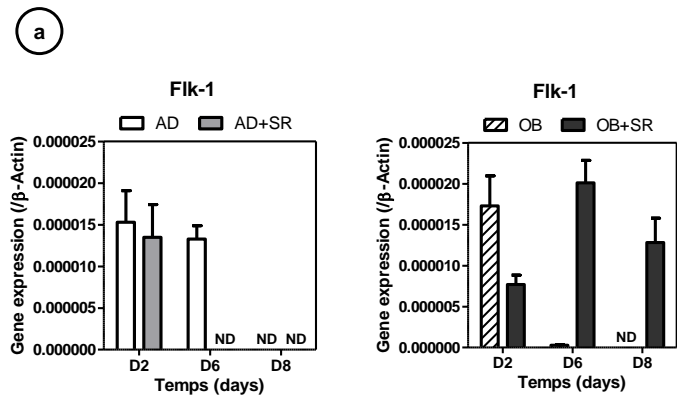 a
Flk-1
AD AD+SR
Gene expression (/β-Actin)
0.000025
0.000020
0.000015
0.000010
0.000005
0.000000
ND ND ND
D2 D6 D8
Temps (days)
Flk-1
OB OB+SR
Gene expression (/β-Actin)
0.000025
0.000020
0.000015
0.000010
0.000005
0.000000
ND
D2 D6 D8
Temps (days)